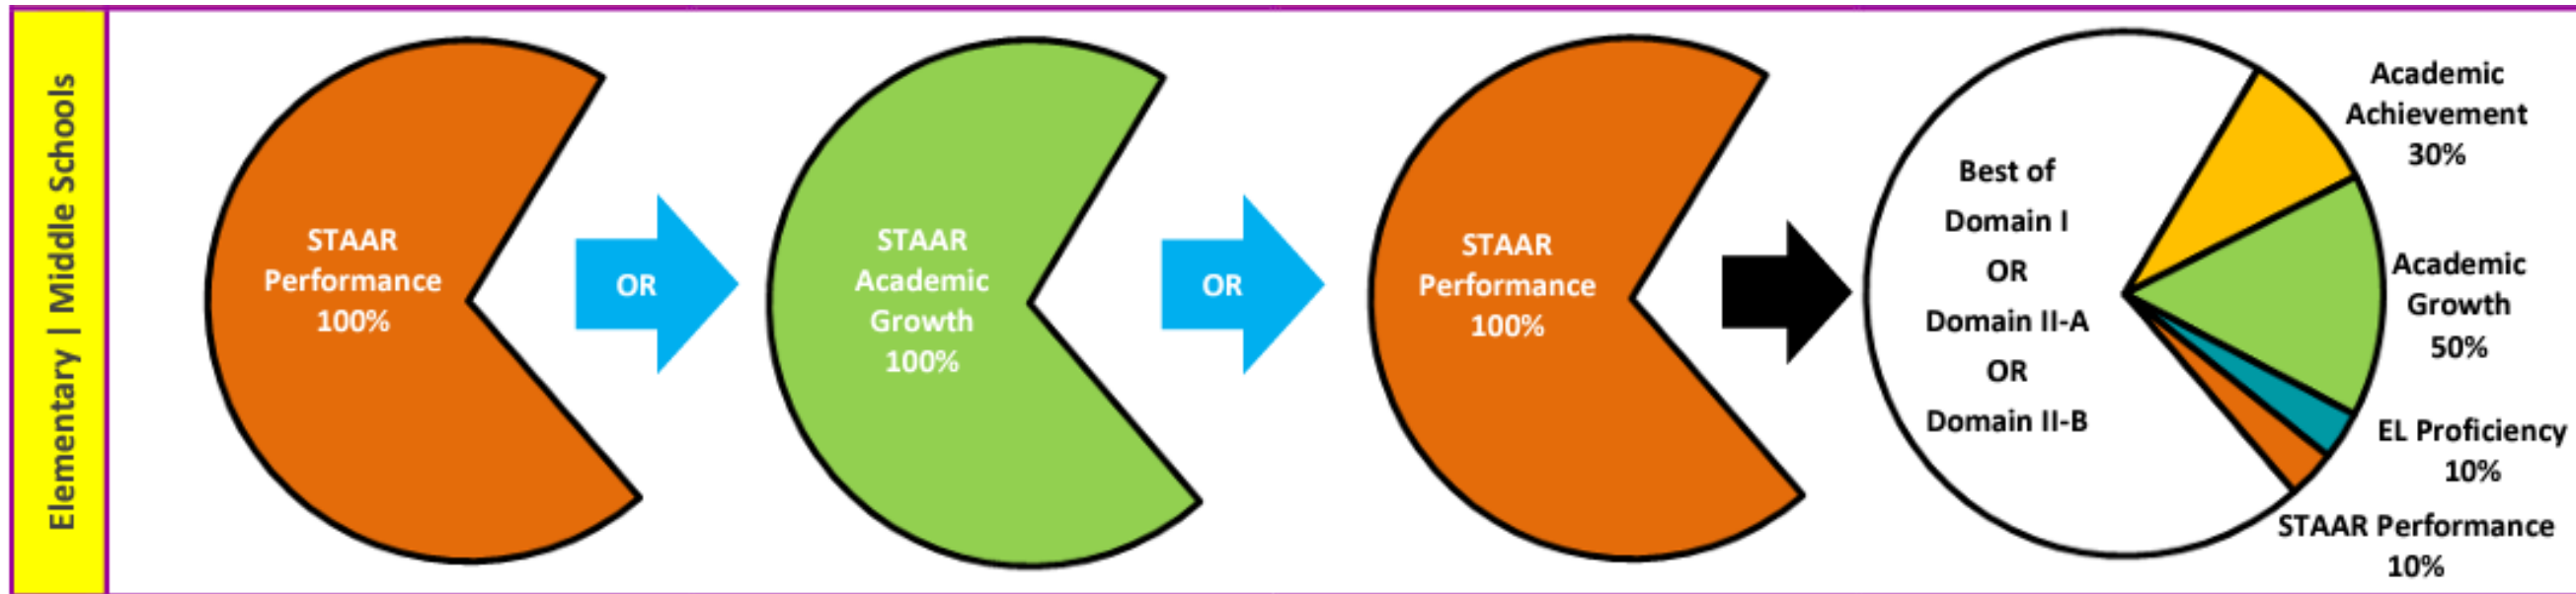 Elementary | Middle Schools
STAAR
Performance
100%
OR
STAAR
Academic
Growth
100%
OR
STAAR
Performance
100%
Best of
Domain I
OR
Domain II-A
OR
Domain II-B
Academic
Achievement
30%
Academic
Growth
50%
EL Proficiency
10%
STAAR Performance
10%